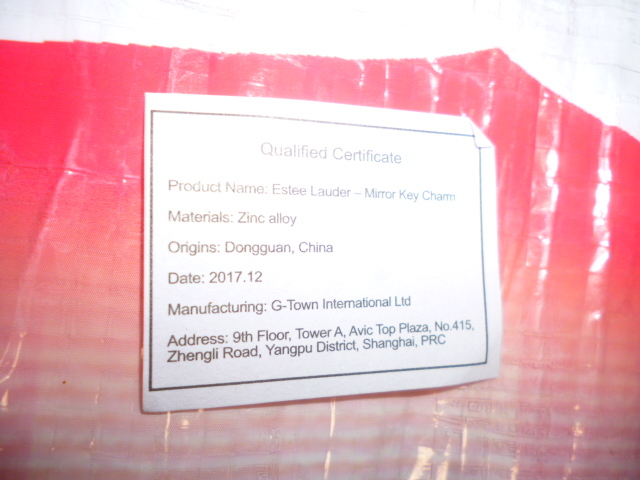 Qualified Certificate
Product Name: Estee Lauder – Mirror Key Charm
Materials: Zinc alloy
Origins: Dongguan, China
Date: 2017.12
Manufacturing: G-Town International Ltd
Address: 9th Floor, Tower A, Avic Top Plaza, No.415,
Zhengli Road, Yangpu District, Shanghai, PRC